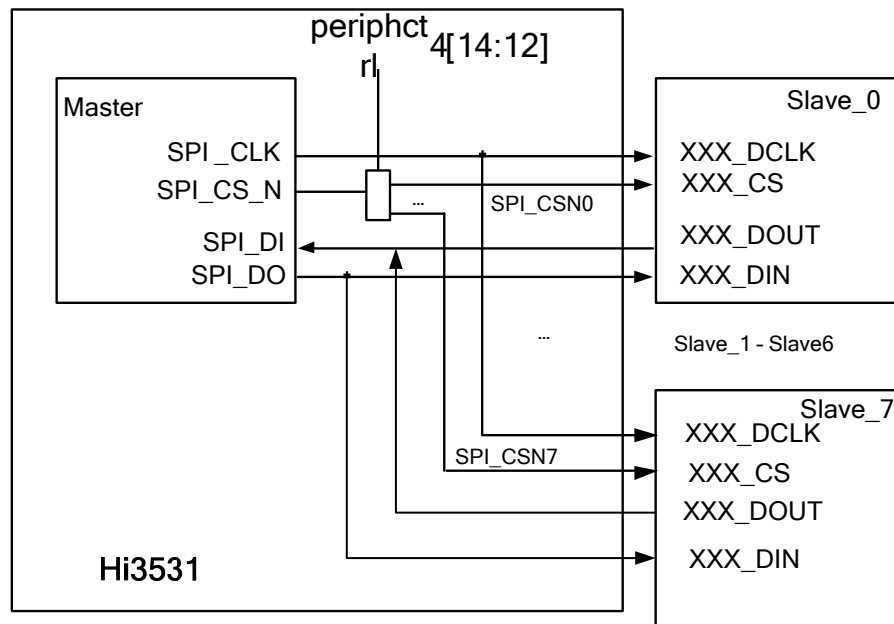 periphct
rl
4[14:12]
Master
SPI _CLK
SPI_CS_N
SPI_DI
SPI_DO
...
SPI_CSN0
Slave_0
XXX_DCLK
XXX_CS
XXX_DOUT
XXX_DIN
...
Slave_1 - Slave6
Slave_7
XXX_DCLK
SPI_CSN7
XXX_CS
XXX_DOUT
XXX_DIN
Hi3531